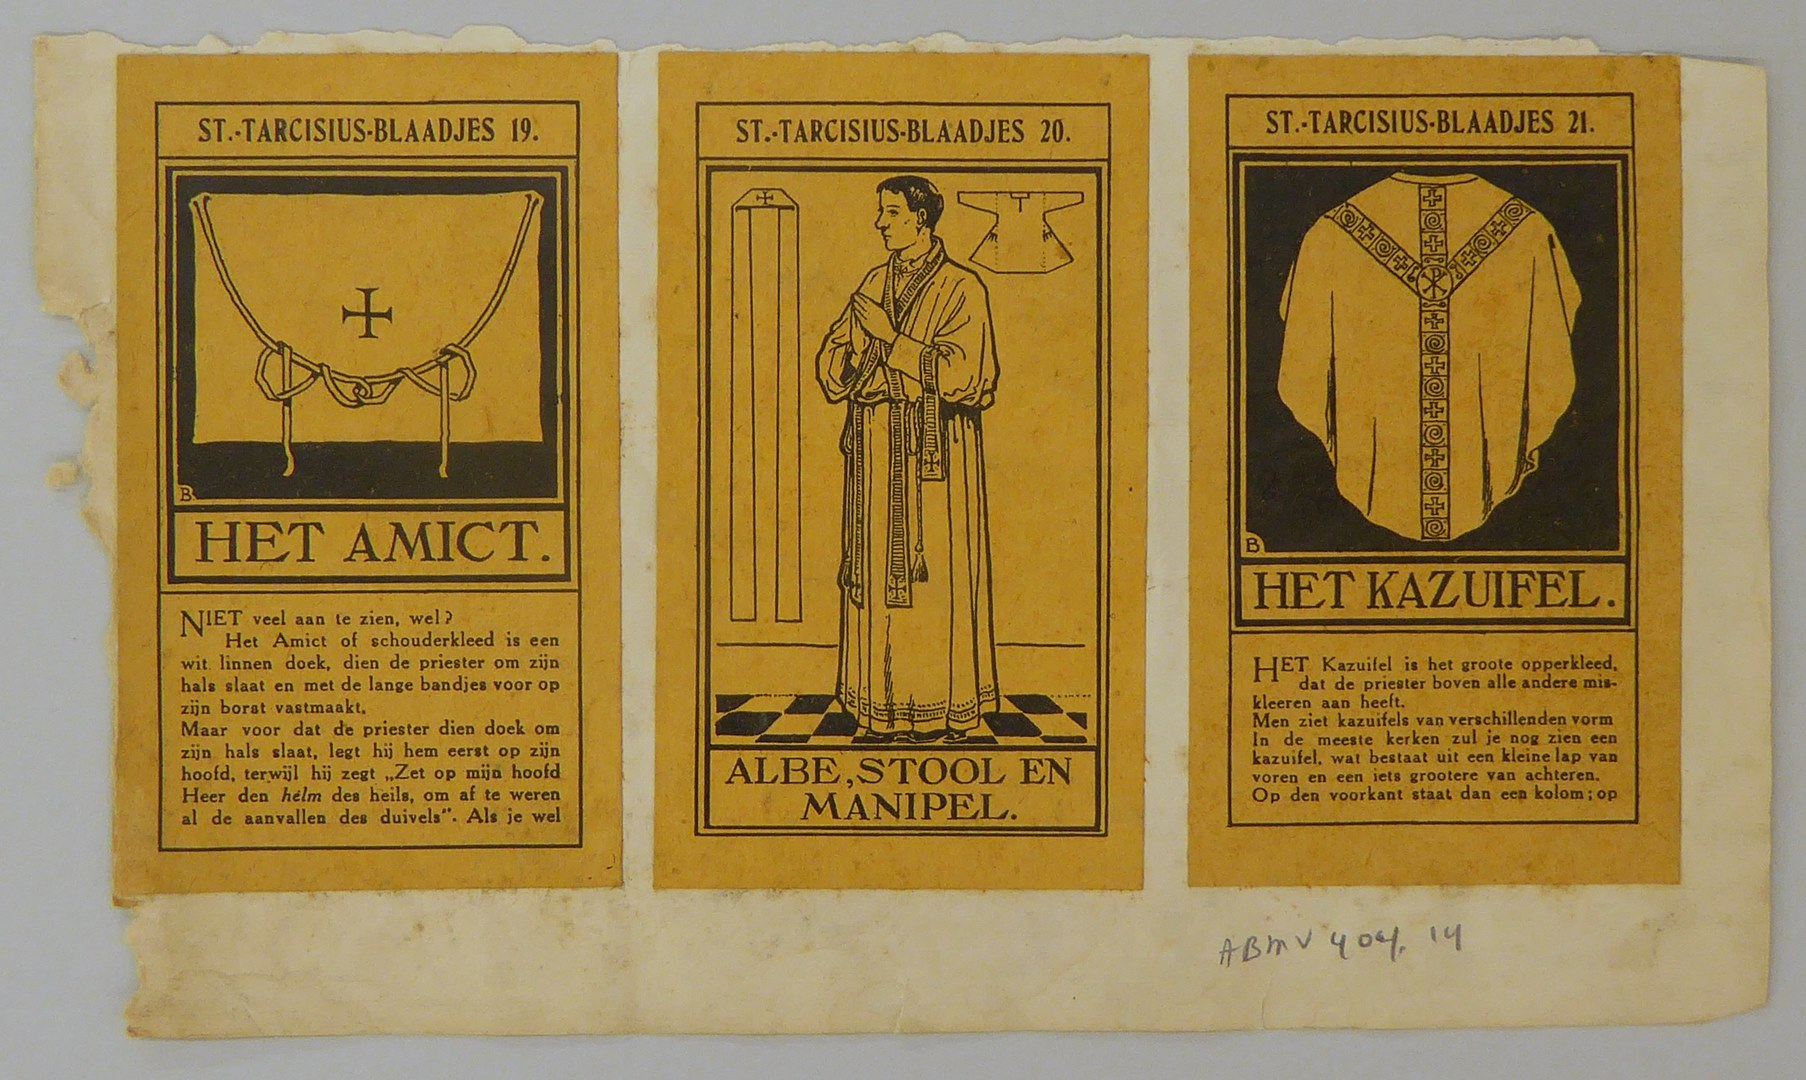 ST.-TARCISIUS-BLAADJES 19.
B
HET AMICT.
NIET veel aan te zien, wel?
Het Amict of schouderkleed is een
wit linnen doek, dien de priester om zijn
hals slaat en met de lange bandjes voor op
zijn borst vastmaakt.
Maar voor dat de priester dien doek om
zijn hals slaat, legt hij hem eerst op zijn
hoofd, terwijl hij zegt „Zet op mijn hoofd
Heer den helm des heils, om af te weren
al de aanvallen des duivels”. Als je wel
ST.-TARCISIUS-BLAADJES 20.
ALBE, STOOL EN
MANIPEL.
ST.-TARCISIUS-BLAADJES 21.
B
HET KAZUIFEL.
HET Kazuifel is het groote opperkleed,
dat de priester boven alle andere mis-
kleeren aan heeft.
Men ziet kazuifels van verschillenden vorm
In de meeste kerken zul je nog zien een
kazuifel, wat bestaat uit een kleine lap van
voren en een iets grootere van achteren.
Op den voorkant staat dan een kolom; op
ABMV 404. 14